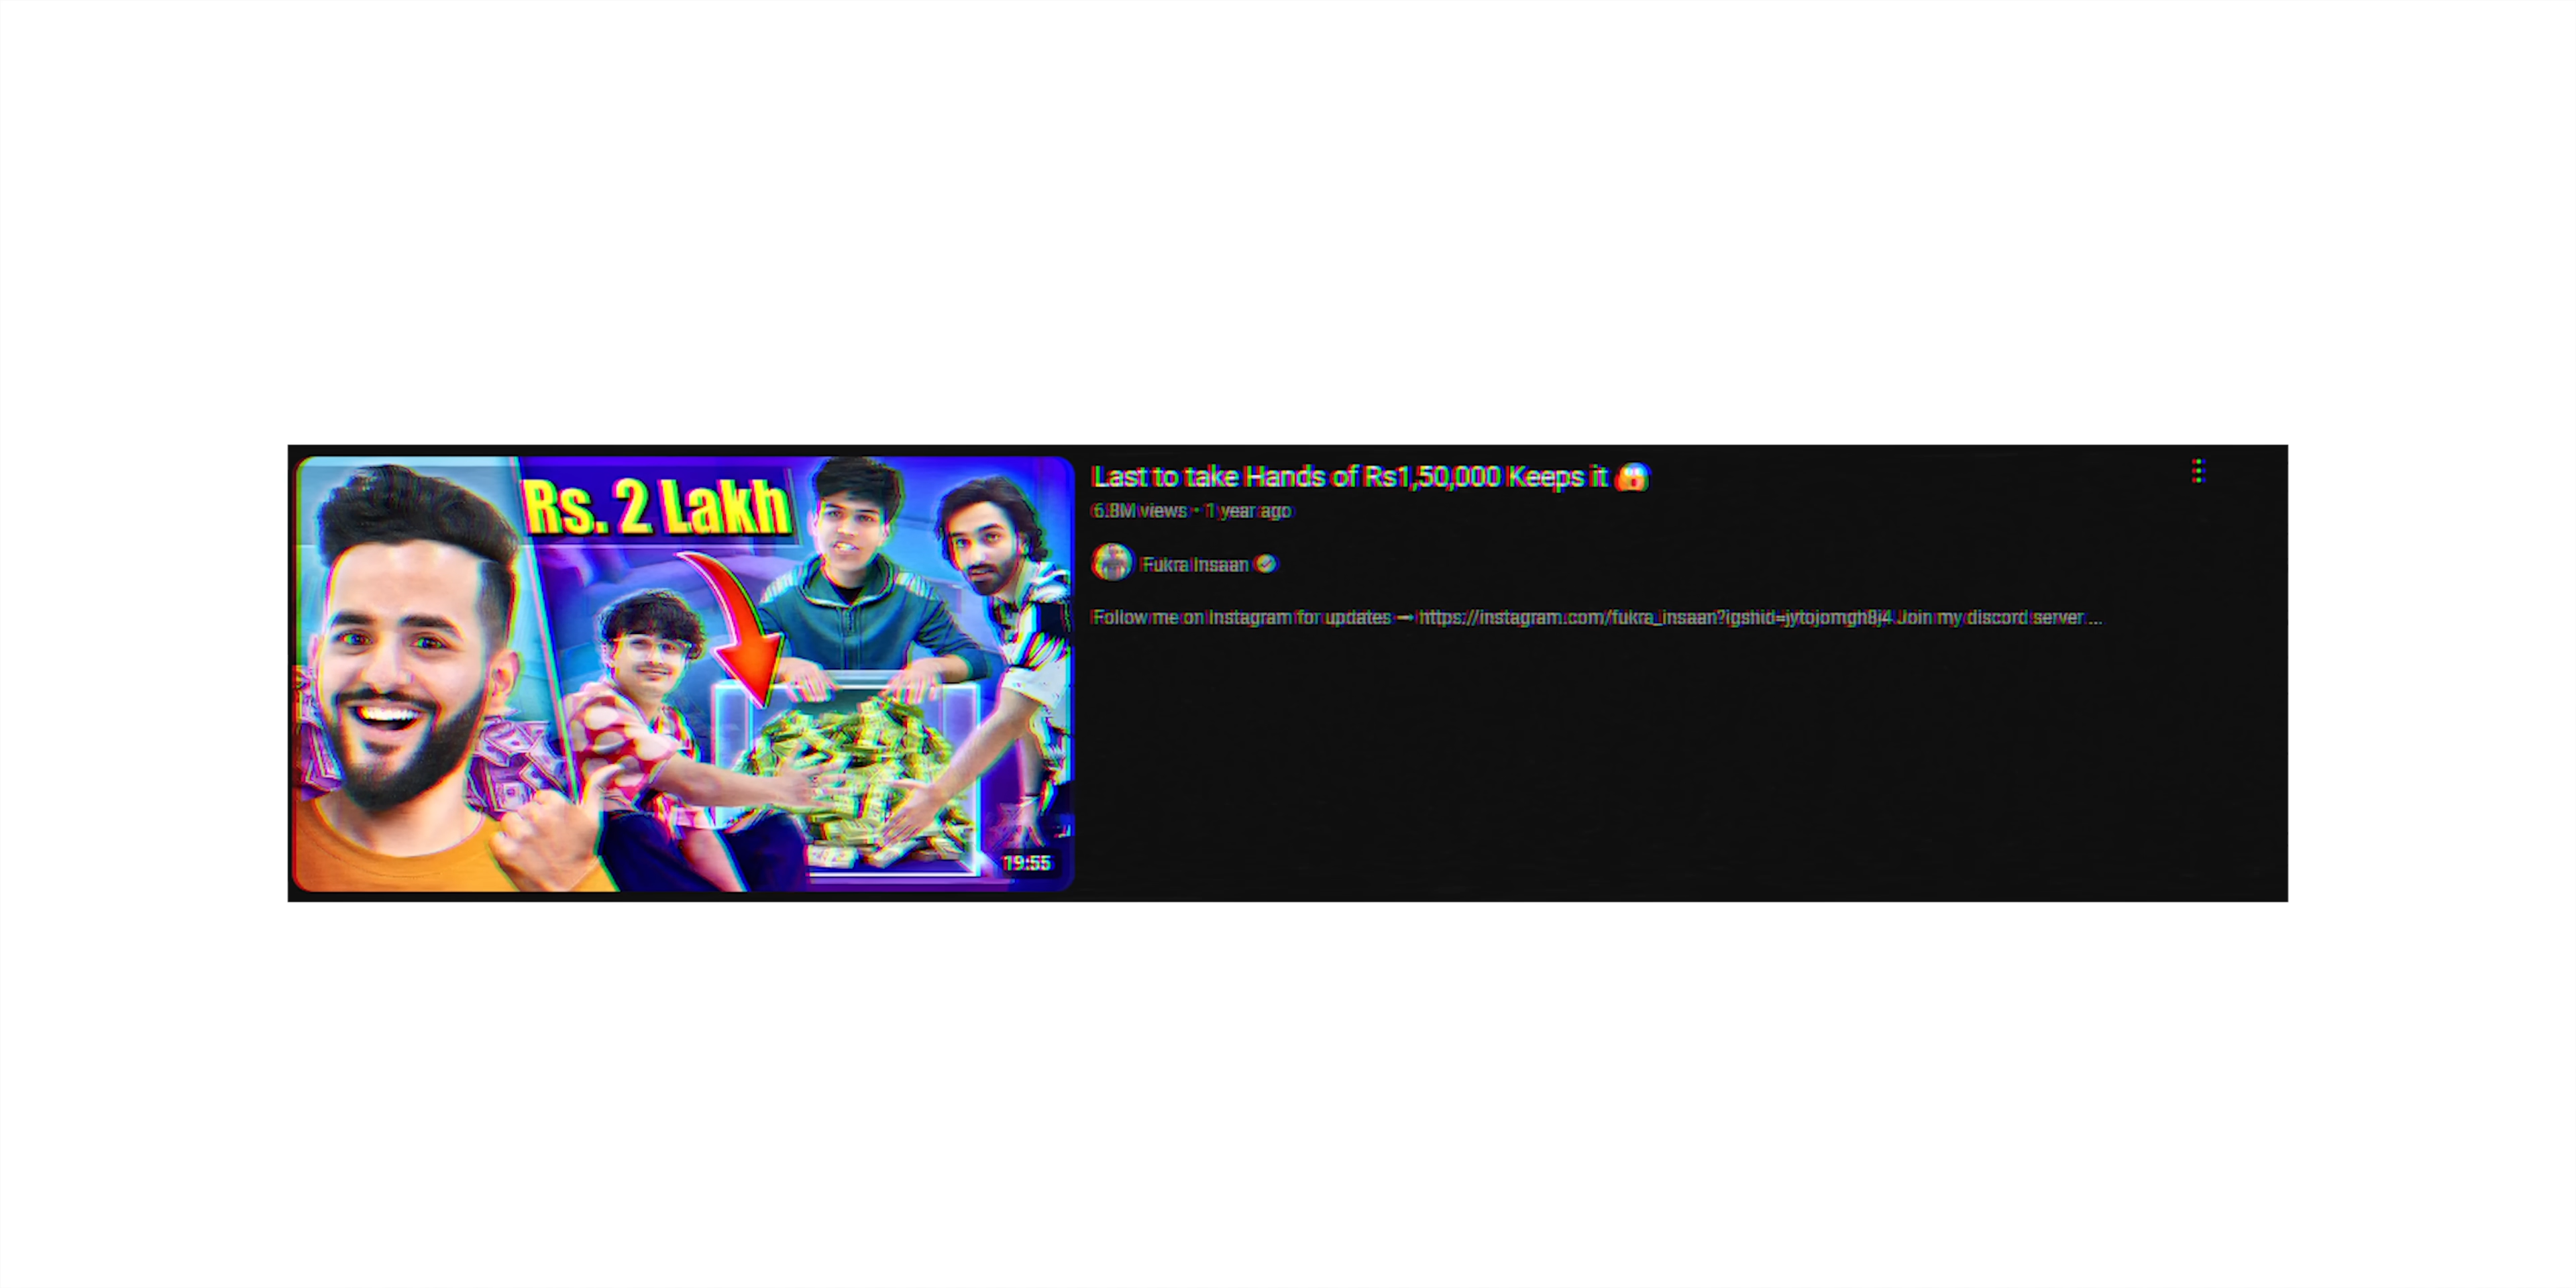 Rs. 2 Lakh
19:55
Last to take Hands of Rs1,50,000 Keeps it 😱
6.8M views • 1 year ago
Fukra Insaan
Follow me on Instagram for updates → https://instagram.com/fukra_insaan?igshid=jytojomgh8j4 Join my discord server ...